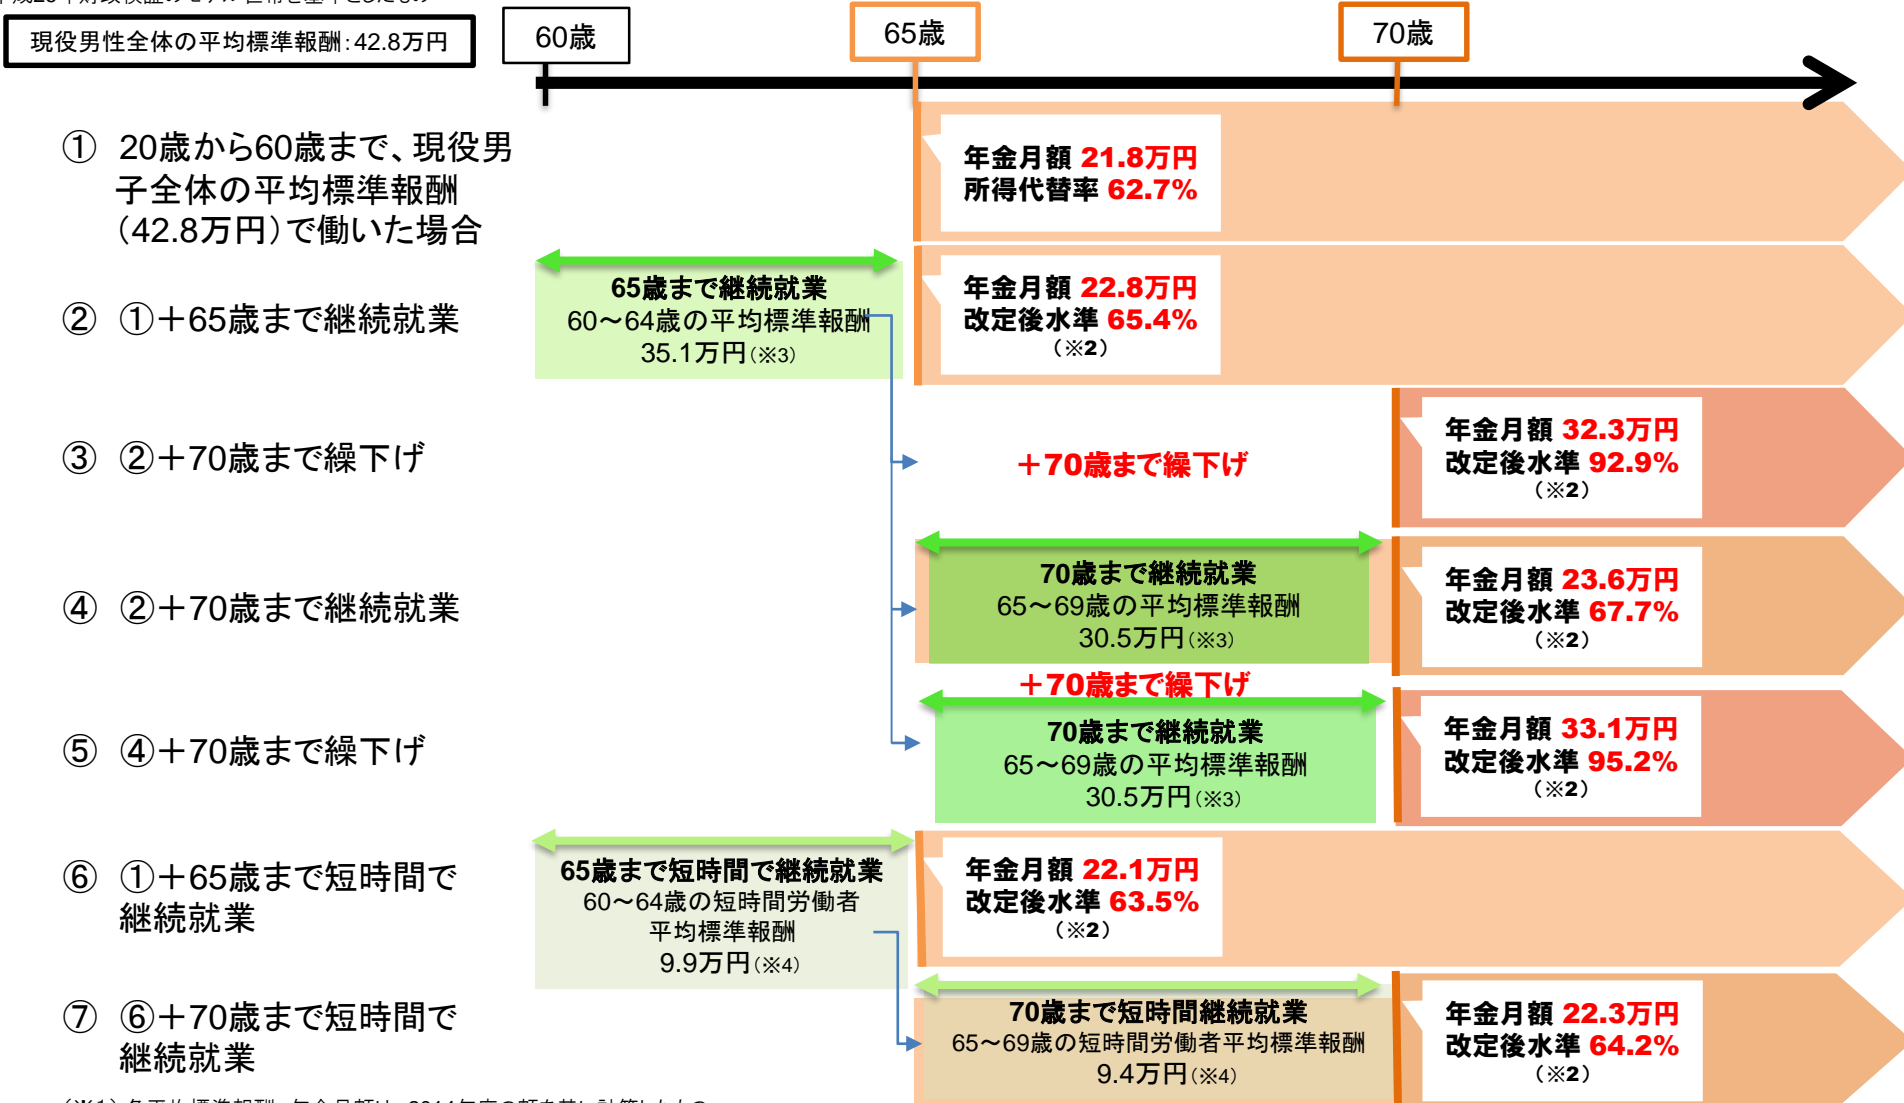 現役男性全体の平均標準報酬：42.8万円
60歳
65歳
70歳
① 20歳から60歳まで、現役男
子全体の平均標準報酬
（42.8万円）で働いた場合
年金月額 21.8万円
所得代替率 62.7%
② ①＋65歳まで継続就業
65歳まで継続就業
60～64歳の平均標準報酬
35.1万円（※3）
年金月額 22.8万円
改定後水準 65.4%
（※2）
③ ②＋70歳まで繰下げ
＋70歳まで繰下げ
年金月額 32.3万円
改定後水準 92.9%
（※2）
④ ②＋70歳まで継続就業
70歳まで継続就業
65～69歳の平均標準報酬
30.5万円（※3）
年金月額 23.6万円
改定後水準 67.7%
（※2）
⑤ ④＋70歳まで繰下げ
＋70歳まで繰下げ
70歳まで継続就業
65～69歳の平均標準報酬
30.5万円（※3）
年金月額 33.1万円
改定後水準 95.2%
（※2）
⑥ ①＋65歳まで短時間で
継続就業
65歳まで短時間で継続就業
60～64歳の短時間労働者
平均標準報酬
9.9万円（※4）
年金月額 22.1万円
改定後水準 63.5%
（※2）
⑦ ⑥＋70歳まで短時間で
継続就業
70歳まで短時間継続就業
65～69歳の短時間労働者平均標準報酬
9.4万円（※4）
年金月額 22.3万円
改定後水準 64.2%
（※2）